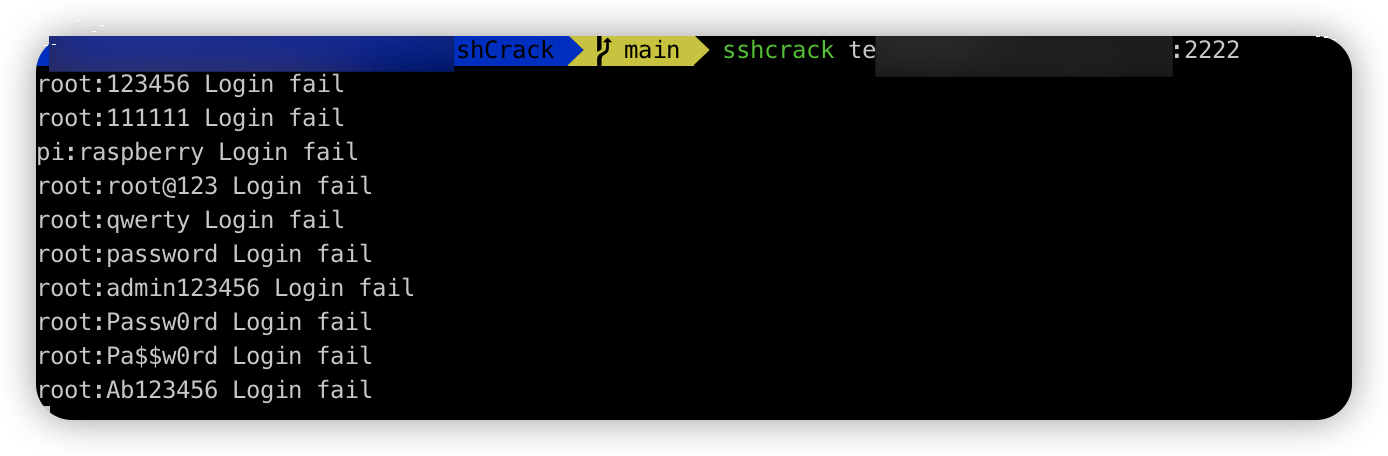 shCrack main sshcrack te :2222
root:123456 Login fail
root:111111 Login fail
pi:raspberry Login fail
root:root@123 Login fail
root:qwerty Login fail
root:password Login fail
root:admin123456 Login fail
root:Passw0rd Login fail
root:Pa$$w0rd Login fail
root:Ab123456 Login fail